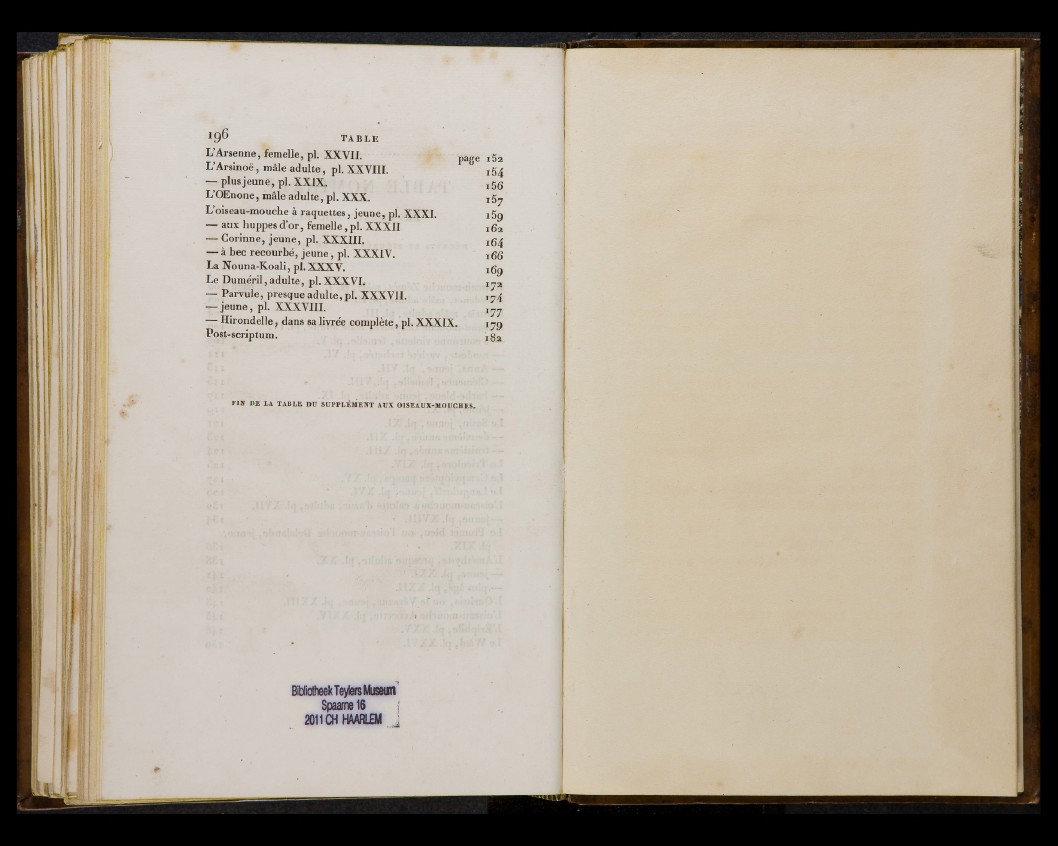 196 TABLE
L'Arsenne, femelle, pl. XXVII. page 152
L'Arsinoë, mâle adulte, pl. XXVIII. 154
— plus jeune, pl. XXIX. 156
L'OEnone, mâle adulte, pl. XXX. 157
L'oiseau-mouche à raquettes, jeune, pl. XXXI. 159
— aux huppes d'or, femelle, pl. XXXII 162
— Corinne, jeune, pl. XXXIII. 164
— à bec recourbé, jeune, pl. XXXIV. 166
La Nouna-Koali, pl. XXXV. 169
Le Duméril, adulte, pl. XXXVI. 172
— Parvule, presque adulte, pl. XXXVII. 174
— jeune, pl. XXXVIII. 177
— Hirondelle, dans sa livrée complète, pl. XXXIX. 179
Post-scriptum. 182
FIN DE LA TABLE DU SUPPLÉMENT AUX OISEAUX-MOUCHES.
Bibliotheek Teylers Museum
Spaarne 16
2011 CH HAARLEM